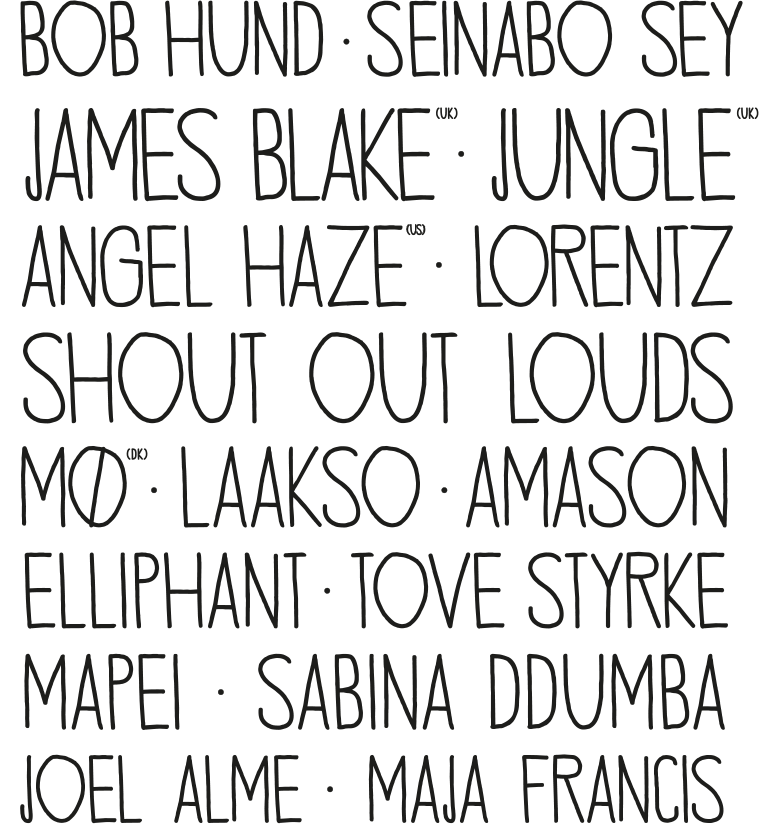 BOB HUND · SEINABO SEY
JAMES BLAKE (UK) · JUNGLE (UK)
ANGEL HAZE (US) · LORENTZ
SHOUT OUT LOUDS
MØ (DK) · LAAKSO · AMASON
ELLIPHANT · TOVE STYRKE
MAPEI · SABINA DDUMBA
JOEL ALME · MAJA FRANCIS